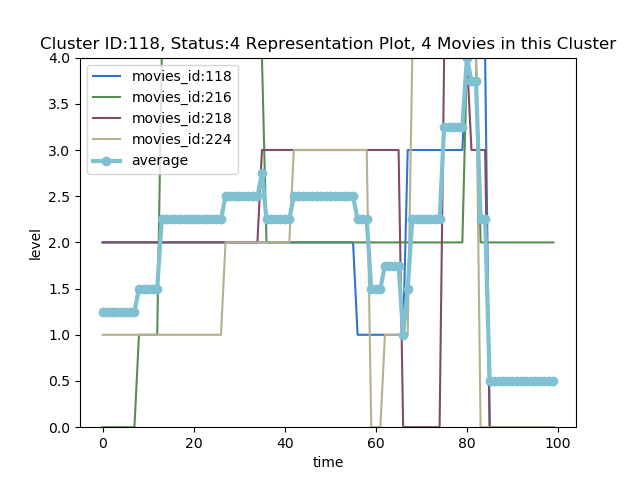 Cluster ID:118, Status:4 Representation Plot, 4 Movies in this Cluster
movies_id:118
movies_id:216
movies_id:218
movies_id:224
average
level
4.0
3.5
3.0
2.5
2.0
1.5
1.0
0.5
0.0
0 20 40 60 80 100
time